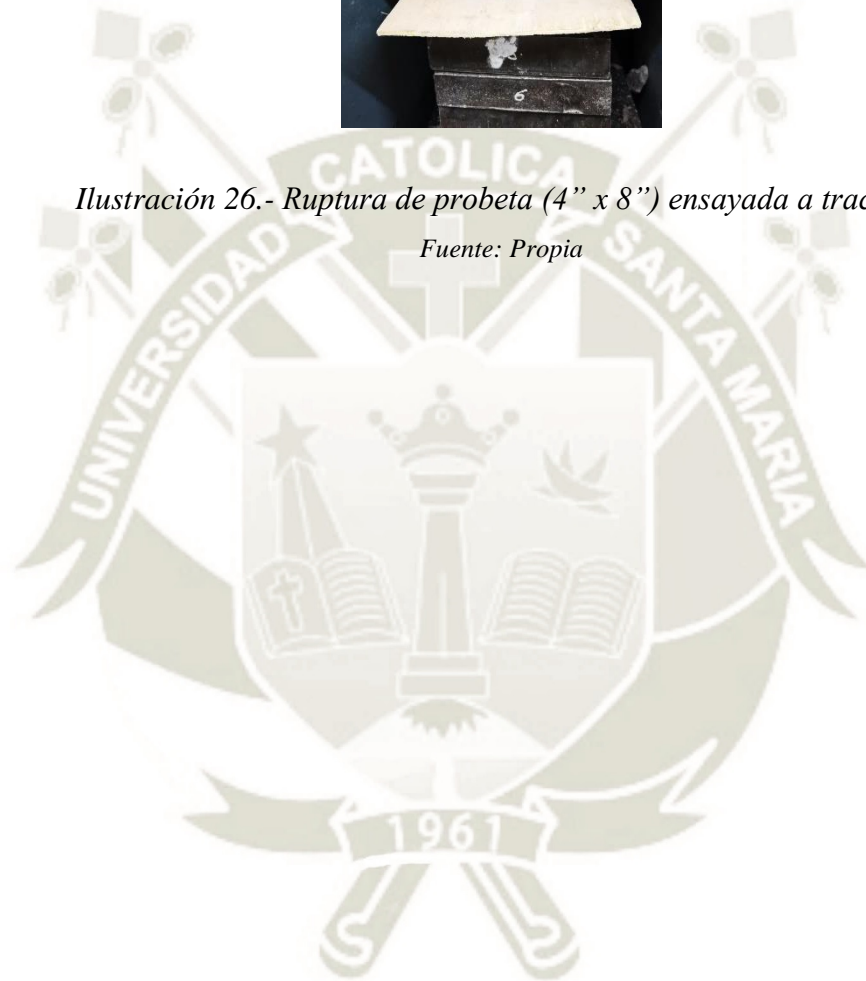 6
CATOLICA
Ilustración 26.- Ruptura de probeta (4” x 8”) ensayada a trac
Fuente: Propia
UNIVERSIDAD
SANTA MARIA
1961